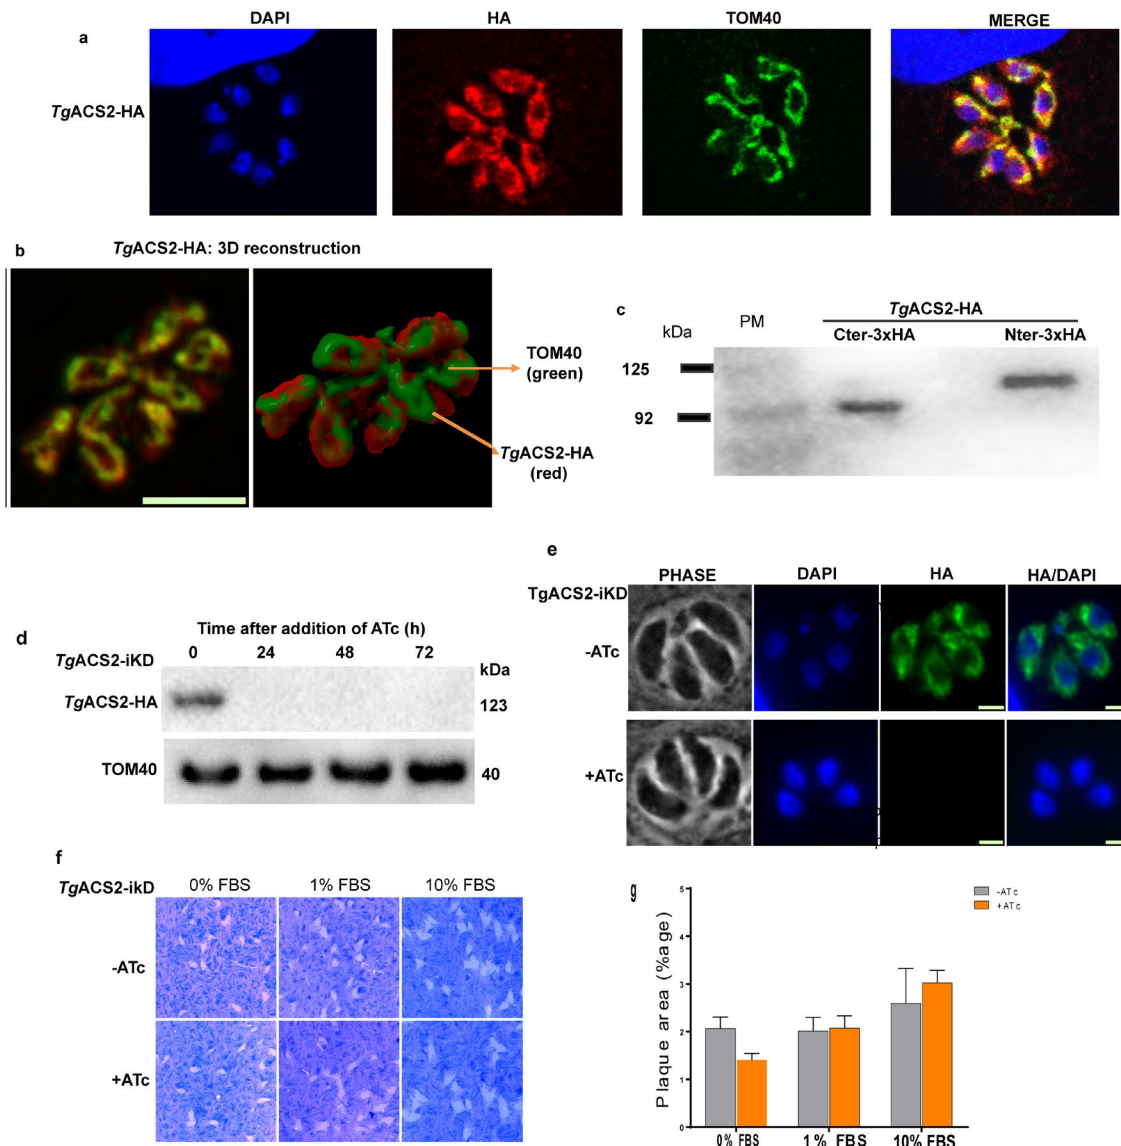 DAPI HA TOM40 MERGE
a
TgACS2-HA
b
TgACS2-HA: 3D reconstruction
TOM40
(green)
TgACS2-HA
(red)
c
TgACS2-HA
kDa PM Cter-3xHA Nter-3xHA
125
92
d
Time after addition of ATc (h)
TgACS2-iKD 0 24 48 72 kDa
TgACS2-HA 123
TOM40 40
e
PHASE DAPI HA HA/DAPI
TgACS2-iKD
-ATc
+ATc
f
TgACS2-ikD 0% FBS 1% FBS 10% FBS
-ATc
+ATc
g
-ATc
+ATc
Plaque area (%age)
5
4
3
2
1
0
0% FBS 1% FBS 10% FBS